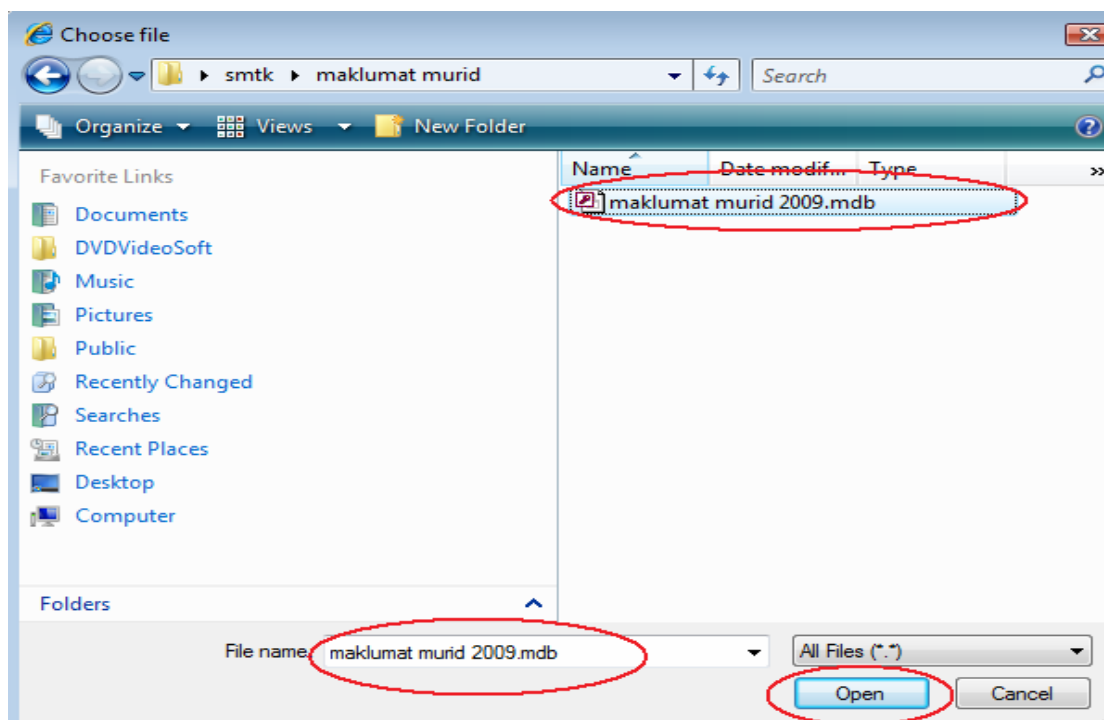 Choose file
smtk maklumat murid
Search
Organize Views New Folder
Favorite Links
Documents
DVDVideoSoft
Music
Pictures
Public
Recently Changed
Searches
Recent Places
Desktop
Computer
Folders
Name Date modif... Type »
maklumat murid 2009.mdb
File name: maklumat murid 2009.mdb All Files (*.*)
Open Cancel